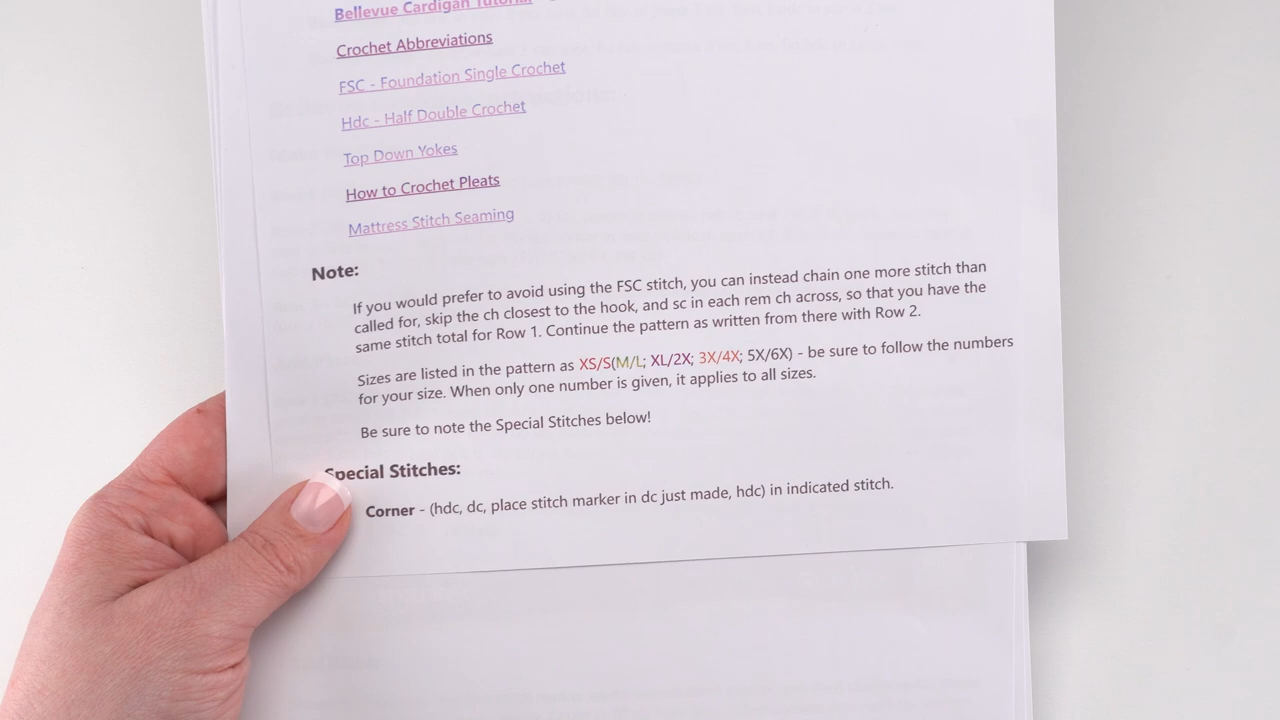 Bellevue Cardigan Tutorial
Crochet Abbreviations
FSC - Foundation Single Crochet
Hdc - Half Double Crochet
Top Down Yokes
How to Crochet Pleats
Mattress Stitch Seaming
Note:
If you would prefer to avoid using the FSC stitch, you can instead chain one more stitch than
called for, skip the ch closest to the hook, and sc in each rem ch across, so that you have the
same stitch total for Row 1. Continue the pattern as written from there with Row 2.
Sizes are listed in the pattern as XS/S(M/L; XL/2X; 3X/4X; 5X/6X) - be sure to follow the numbers
for your size. When only one number is given, it applies to all sizes.
Be sure to note the Special Stitches below!
Special Stitches:
Corner - (hdc, dc, place stitch marker in dc just made, hdc) in indicated stitch.